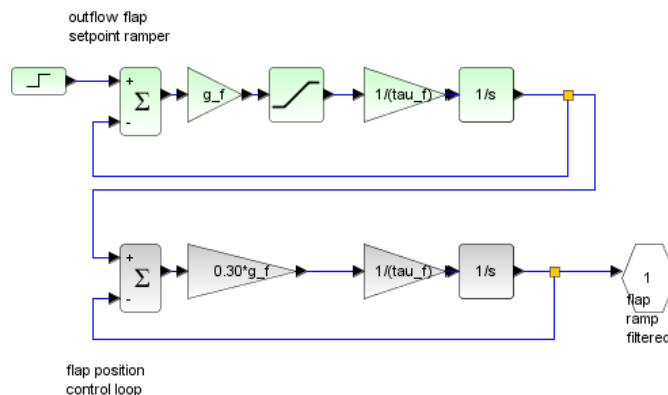 outflow flap
setpoint ramper
+
-
Σ
g_f
1/(tau_f)
1/s
+
-
Σ
0.30*g_f
1/(tau_f)
1/s
1
flap
ramp
filtered
flap position
control loop